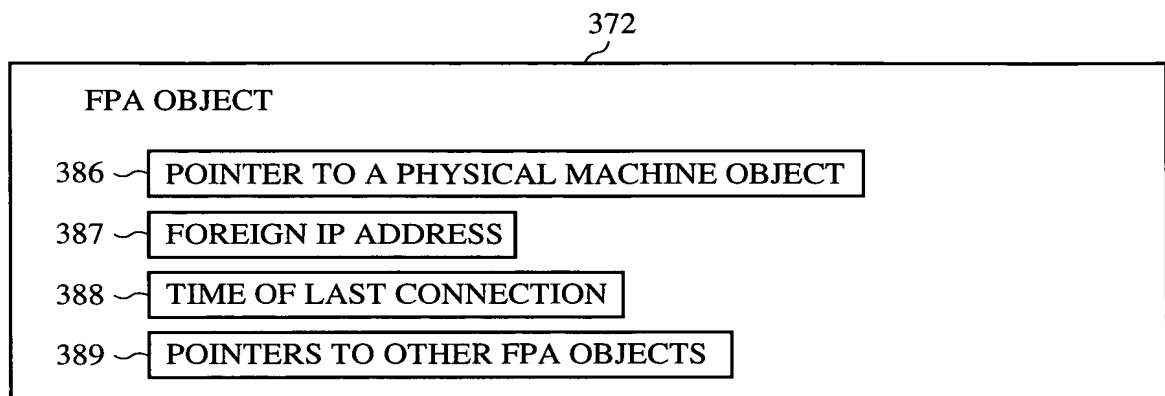 372
FPA OBJECT
386 POINTER TO A PHYSICAL MACHINE OBJECT
387 FOREIGN IP ADDRESS
388 TIME OF LAST CONNECTION
389 POINTERS TO OTHER FPA OBJECTS